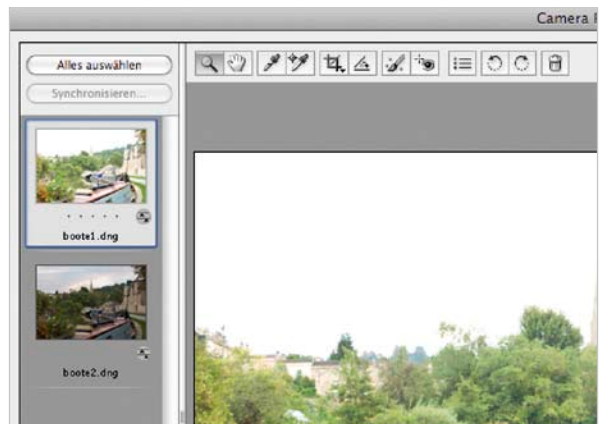 Camera
Alles auswählen
Synchronisieren...
boote1.dng
boote2.dng